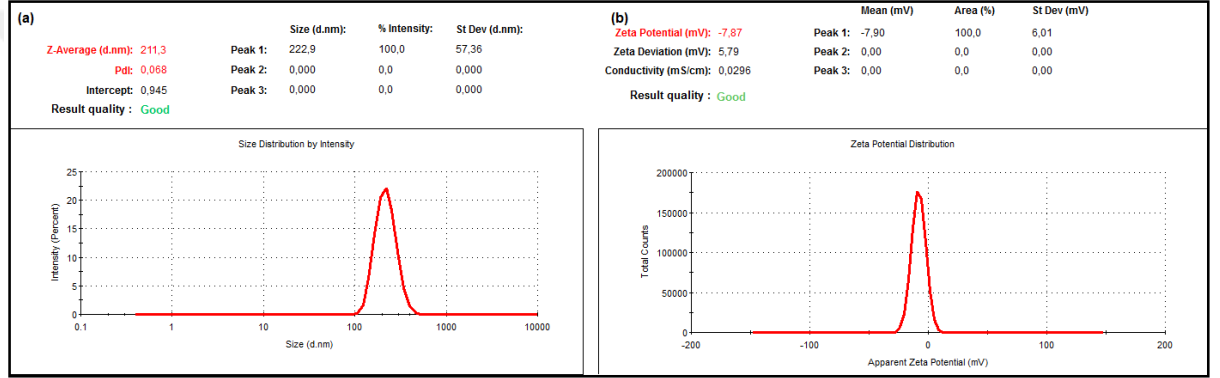 (a)
Size (d.nm): % Intensity: St Dev (d.nm):
Z-Average (d.nm): 211,3 Peak 1: 222,9 100,0 57,36
PdI: 0,068 Peak 2: 0,000 0,0 0,000
Intercept: 0,945 Peak 3: 0,000 0,0 0,000
Result quality : Good
Size Distribution by Intensity
Intensity (Percent)
25
20
15
10
5
0
0.1 1 10 100 1000 10000
Size (d.nm)
(b)
Mean (mV) Area (%) St Dev (mV)
Zeta Potential (mV): -7,87 Peak 1: -7,90 100,0 6,01
Zeta Deviation (mV): 5,79 Peak 2: 0,00 0,0 0,00
Conductivity (mS/cm): 0,0296 Peak 3: 0,00 0,0 0,00
Result quality : Good
Zeta Potential Distribution
Total Counts
200000
150000
100000
50000
0
-200 -100 0 100 200
Apparent Zeta Potential (mV)